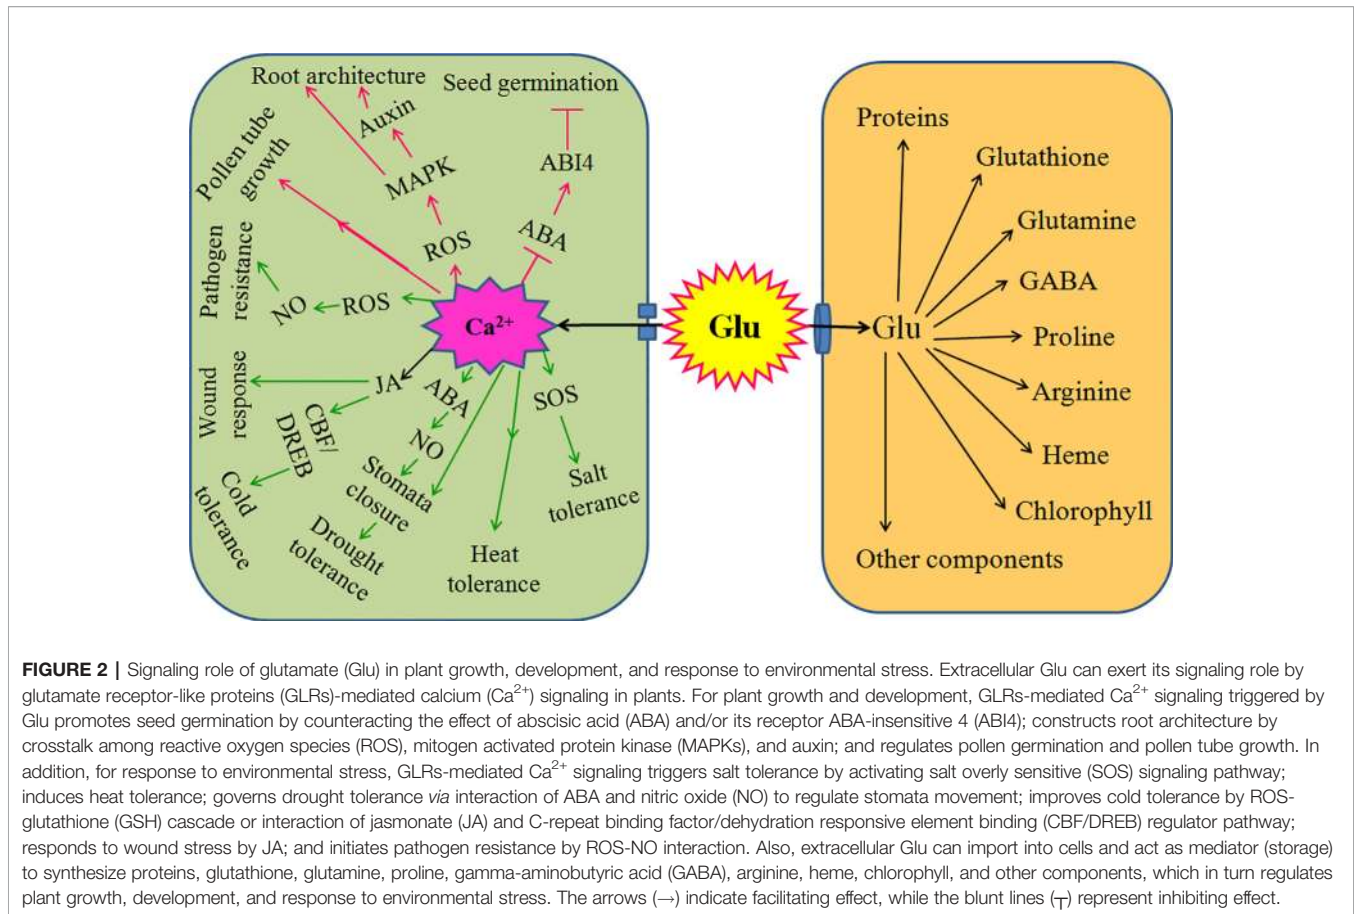 Root architecture
Seed germination
Auxin
Pollen tube
growth
MAPK
ABI4
ROS
ABA
Pathogen
resistance
NO
ROS
Ca²⁺
Wound
response
JA
CBF/
DREB
Cold
tolerance
ABA
NO
Stomata
closure
Drought
tolerance
SOS
Salt
tolerance
Heat
tolerance
Glu
Glu
Proteins
Glutathione
Glutamine
GABA
Proline
Arginine
Heme
Chlorophyll
Other components
FIGURE 2 | Signaling role of glutamate (Glu) in plant growth, development, and response to environmental stress. Extracellular Glu can exert its signaling role by
glutamate receptor-like proteins (GLRs)-mediated calcium (Ca²⁺) signaling in plants. For plant growth and development, GLRs-mediated Ca²⁺ signaling triggered by
Glu promotes seed germination by counteracting the effect of abscisic acid (ABA) and/or its receptor ABA-insensitive 4 (ABI4); constructs root architecture by
crosstalk among reactive oxygen species (ROS), mitogen activated protein kinase (MAPKs), and auxin; and regulates pollen germination and pollen tube growth. In
addition, for response to environmental stress, GLRs-mediated Ca²⁺ signaling triggers salt tolerance by activating salt overly sensitive (SOS) signaling pathway;
induces heat tolerance; governs drought tolerance via interaction of ABA and nitric oxide (NO) to regulate stomata movement; improves cold tolerance by ROS-
glutathione (GSH) cascade or interaction of jasmonate (JA) and C-repeat binding factor/dehydration responsive element binding (CBF/DREB) regulator pathway;
responds to wound stress by JA; and initiates pathogen resistance by ROS-NO interaction. Also, extracellular Glu can import into cells and act as mediator (storage)
to synthesize proteins, glutathione, glutamine, proline, gamma-aminobutyric acid (GABA), arginine, heme, chlorophyll, and other components, which in turn regulates
plant growth, development, and response to environmental stress. The arrows (→) indicate facilitating effect, while the blunt lines (┬) represent inhibiting effect.